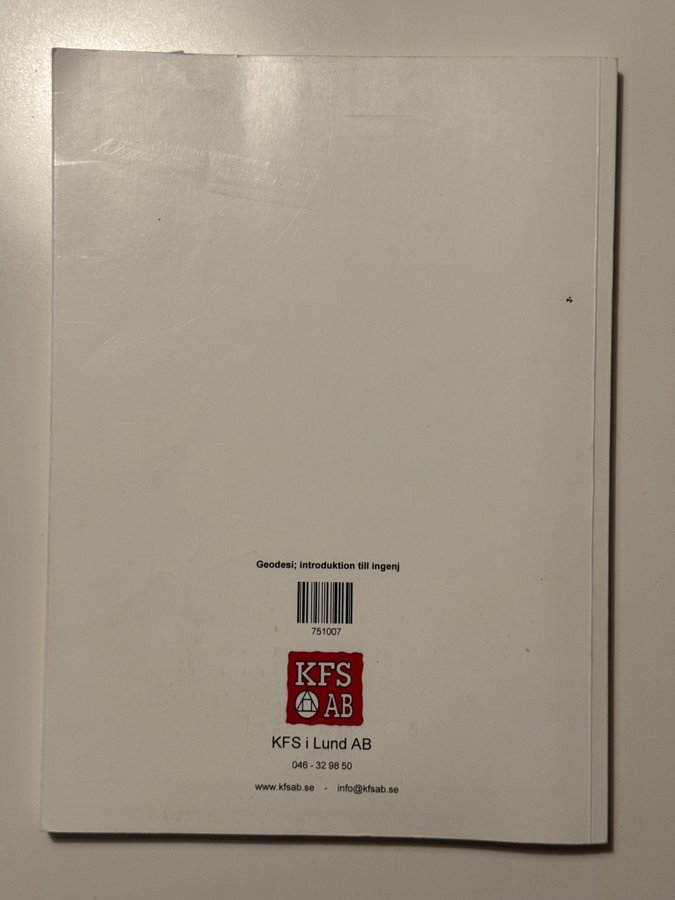 Geodesi; introduktion till ingenj
751007
KFS
AB
KFS i Lund AB
046 - 32 98 50
www.kfsab.se - info@kfsab.se